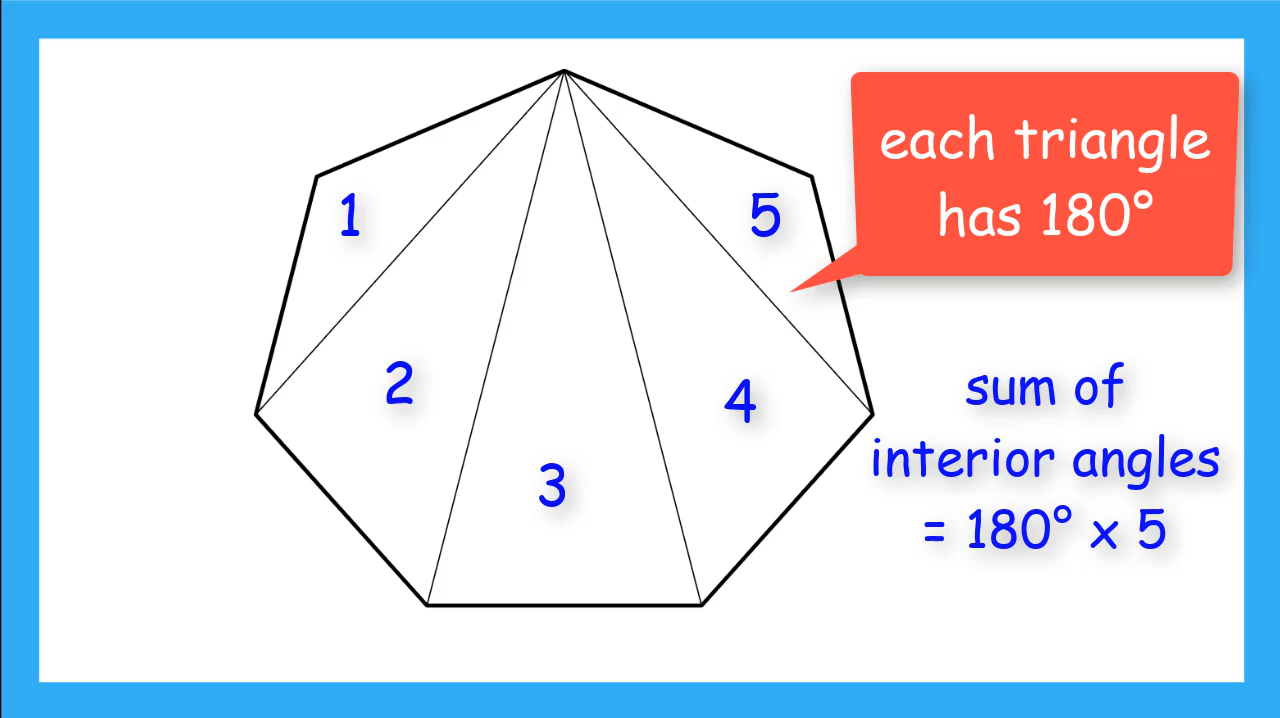 1
5
each triangle
has 180°
2
4
3
sum of
interior angles
= 180° x 5